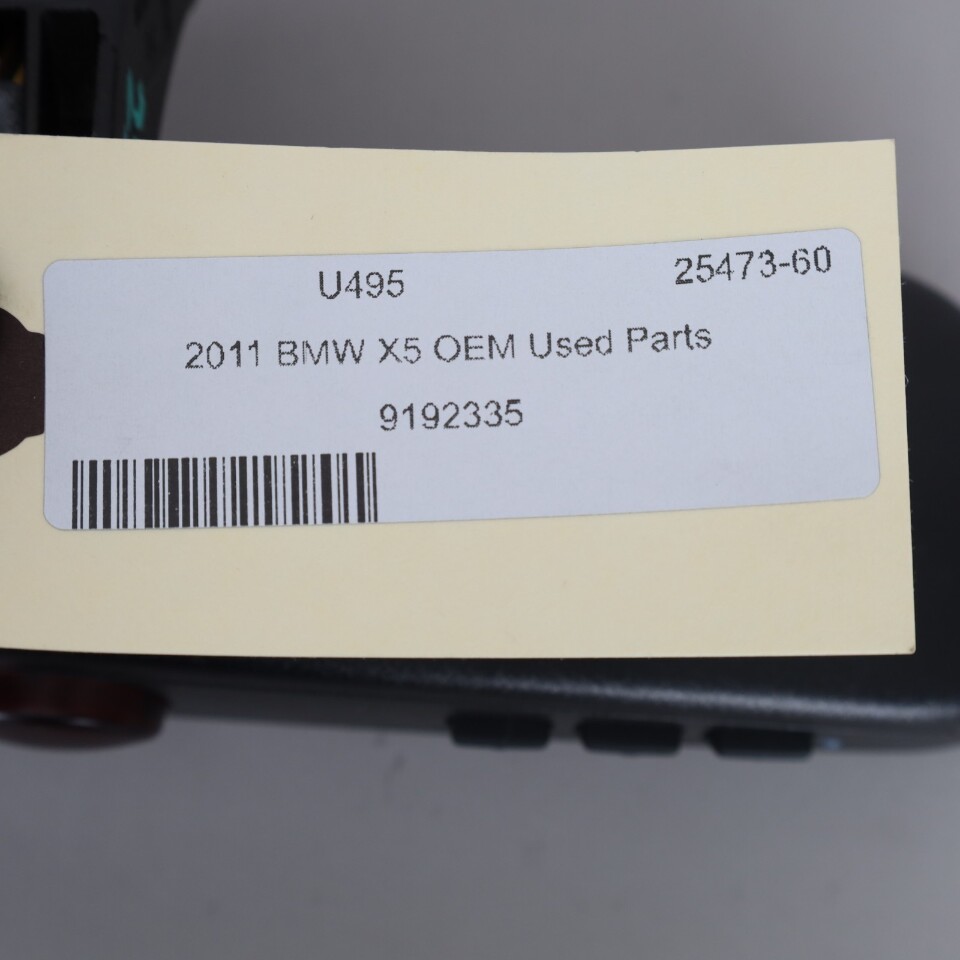 U495 25473-60
2011 BMW X5 OEM Used Parts
9192335